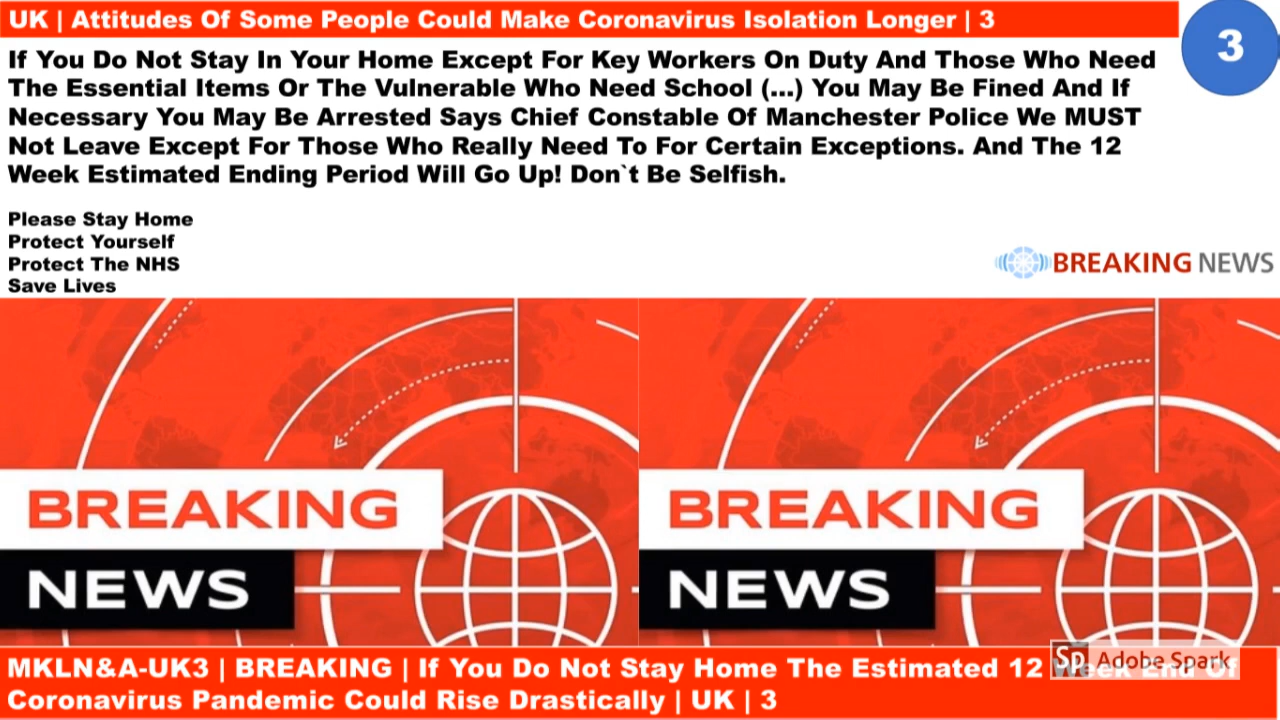 UK | Attitudes Of Some People Could Make Coronavirus Isolation Longer | 3
3
If You Do Not Stay In Your Home Except For Key Workers On Duty And Those Who Need
The Essential Items Or The Vulnerable Who Need School (...) You May Be Fined And If
Necessary You May Be Arrested Says Chief Constable Of Manchester Police We MUST
Not Leave Except For Those Who Really Need To For Certain Exceptions. And The 12
Week Estimated Ending Period Will Go Up! Don`t Be Selfish.
Please Stay Home
Protect Yourself
Protect The NHS
Save Lives
BREAKING NEWS
BREAKING
NEWS
BREAKING
NEWS
MKLN&A-UK3 | BREAKING | If You Do Not Stay Home The Estimated 12 Week End Of
Coronavirus Pandemic Could Rise Drastically | UK | 3
Sp Adobe Spark